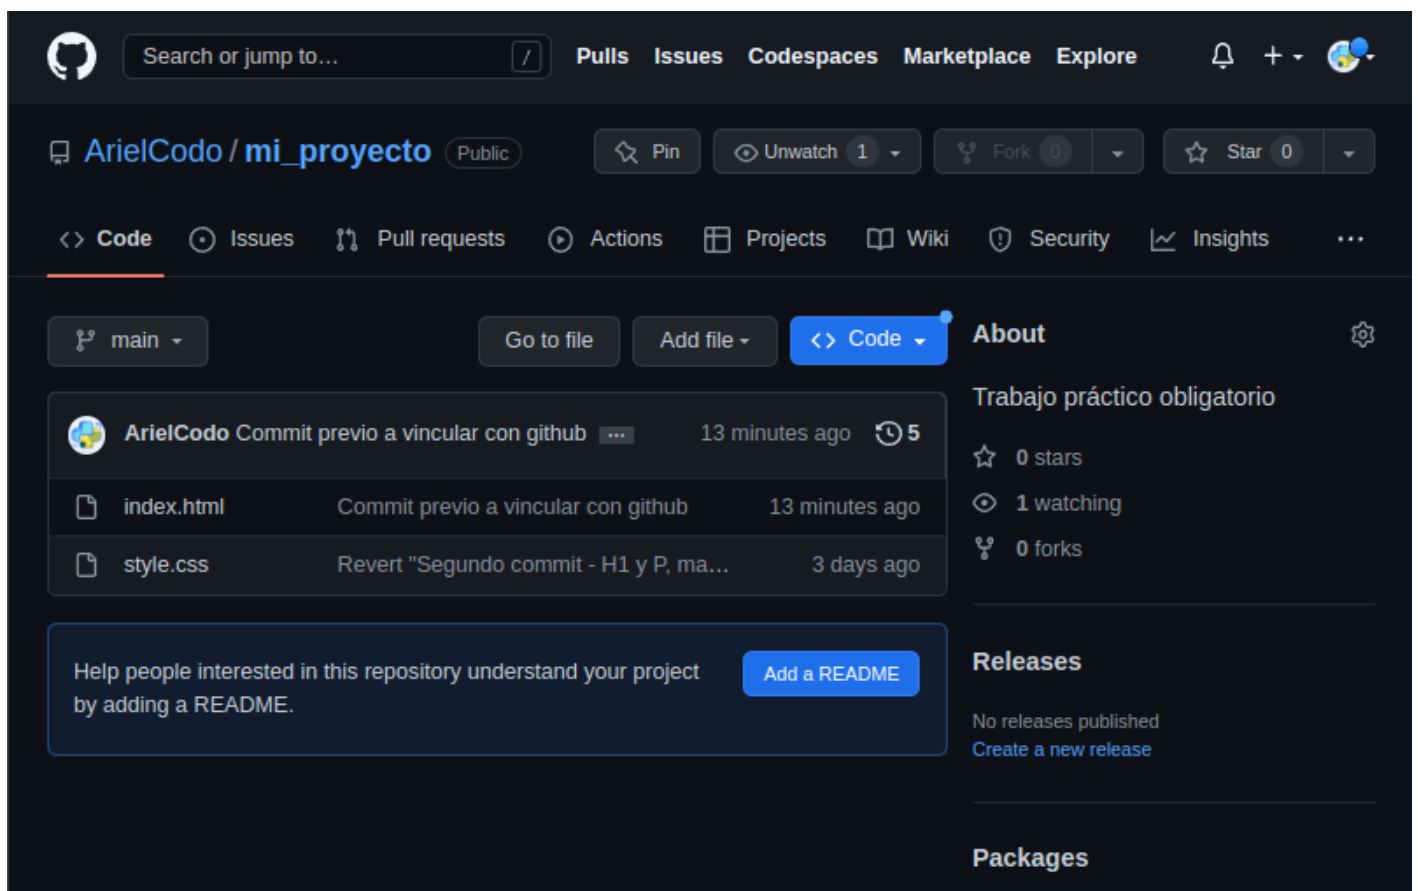 Search or jump to… / Pulls Issues Codespaces Marketplace Explore
ArielCodo / mi_proyecto Public Pin Unwatch 1 Fork 0 Star 0
Code Issues Pull requests Actions Projects Wiki Security Insights ...
main Go to file Add file Code
ArielCodo Commit previo a vincular con github ... 13 minutes ago 5
index.html Commit previo a vincular con github 13 minutes ago
style.css Revert "Segundo commit - H1 y P, ma… 3 days ago
Help people interested in this repository understand your project
by adding a README.
Add a README
About
Trabajo práctico obligatorio
0 stars
1 watching
0 forks
Releases
No releases published
Create a new release
Packages